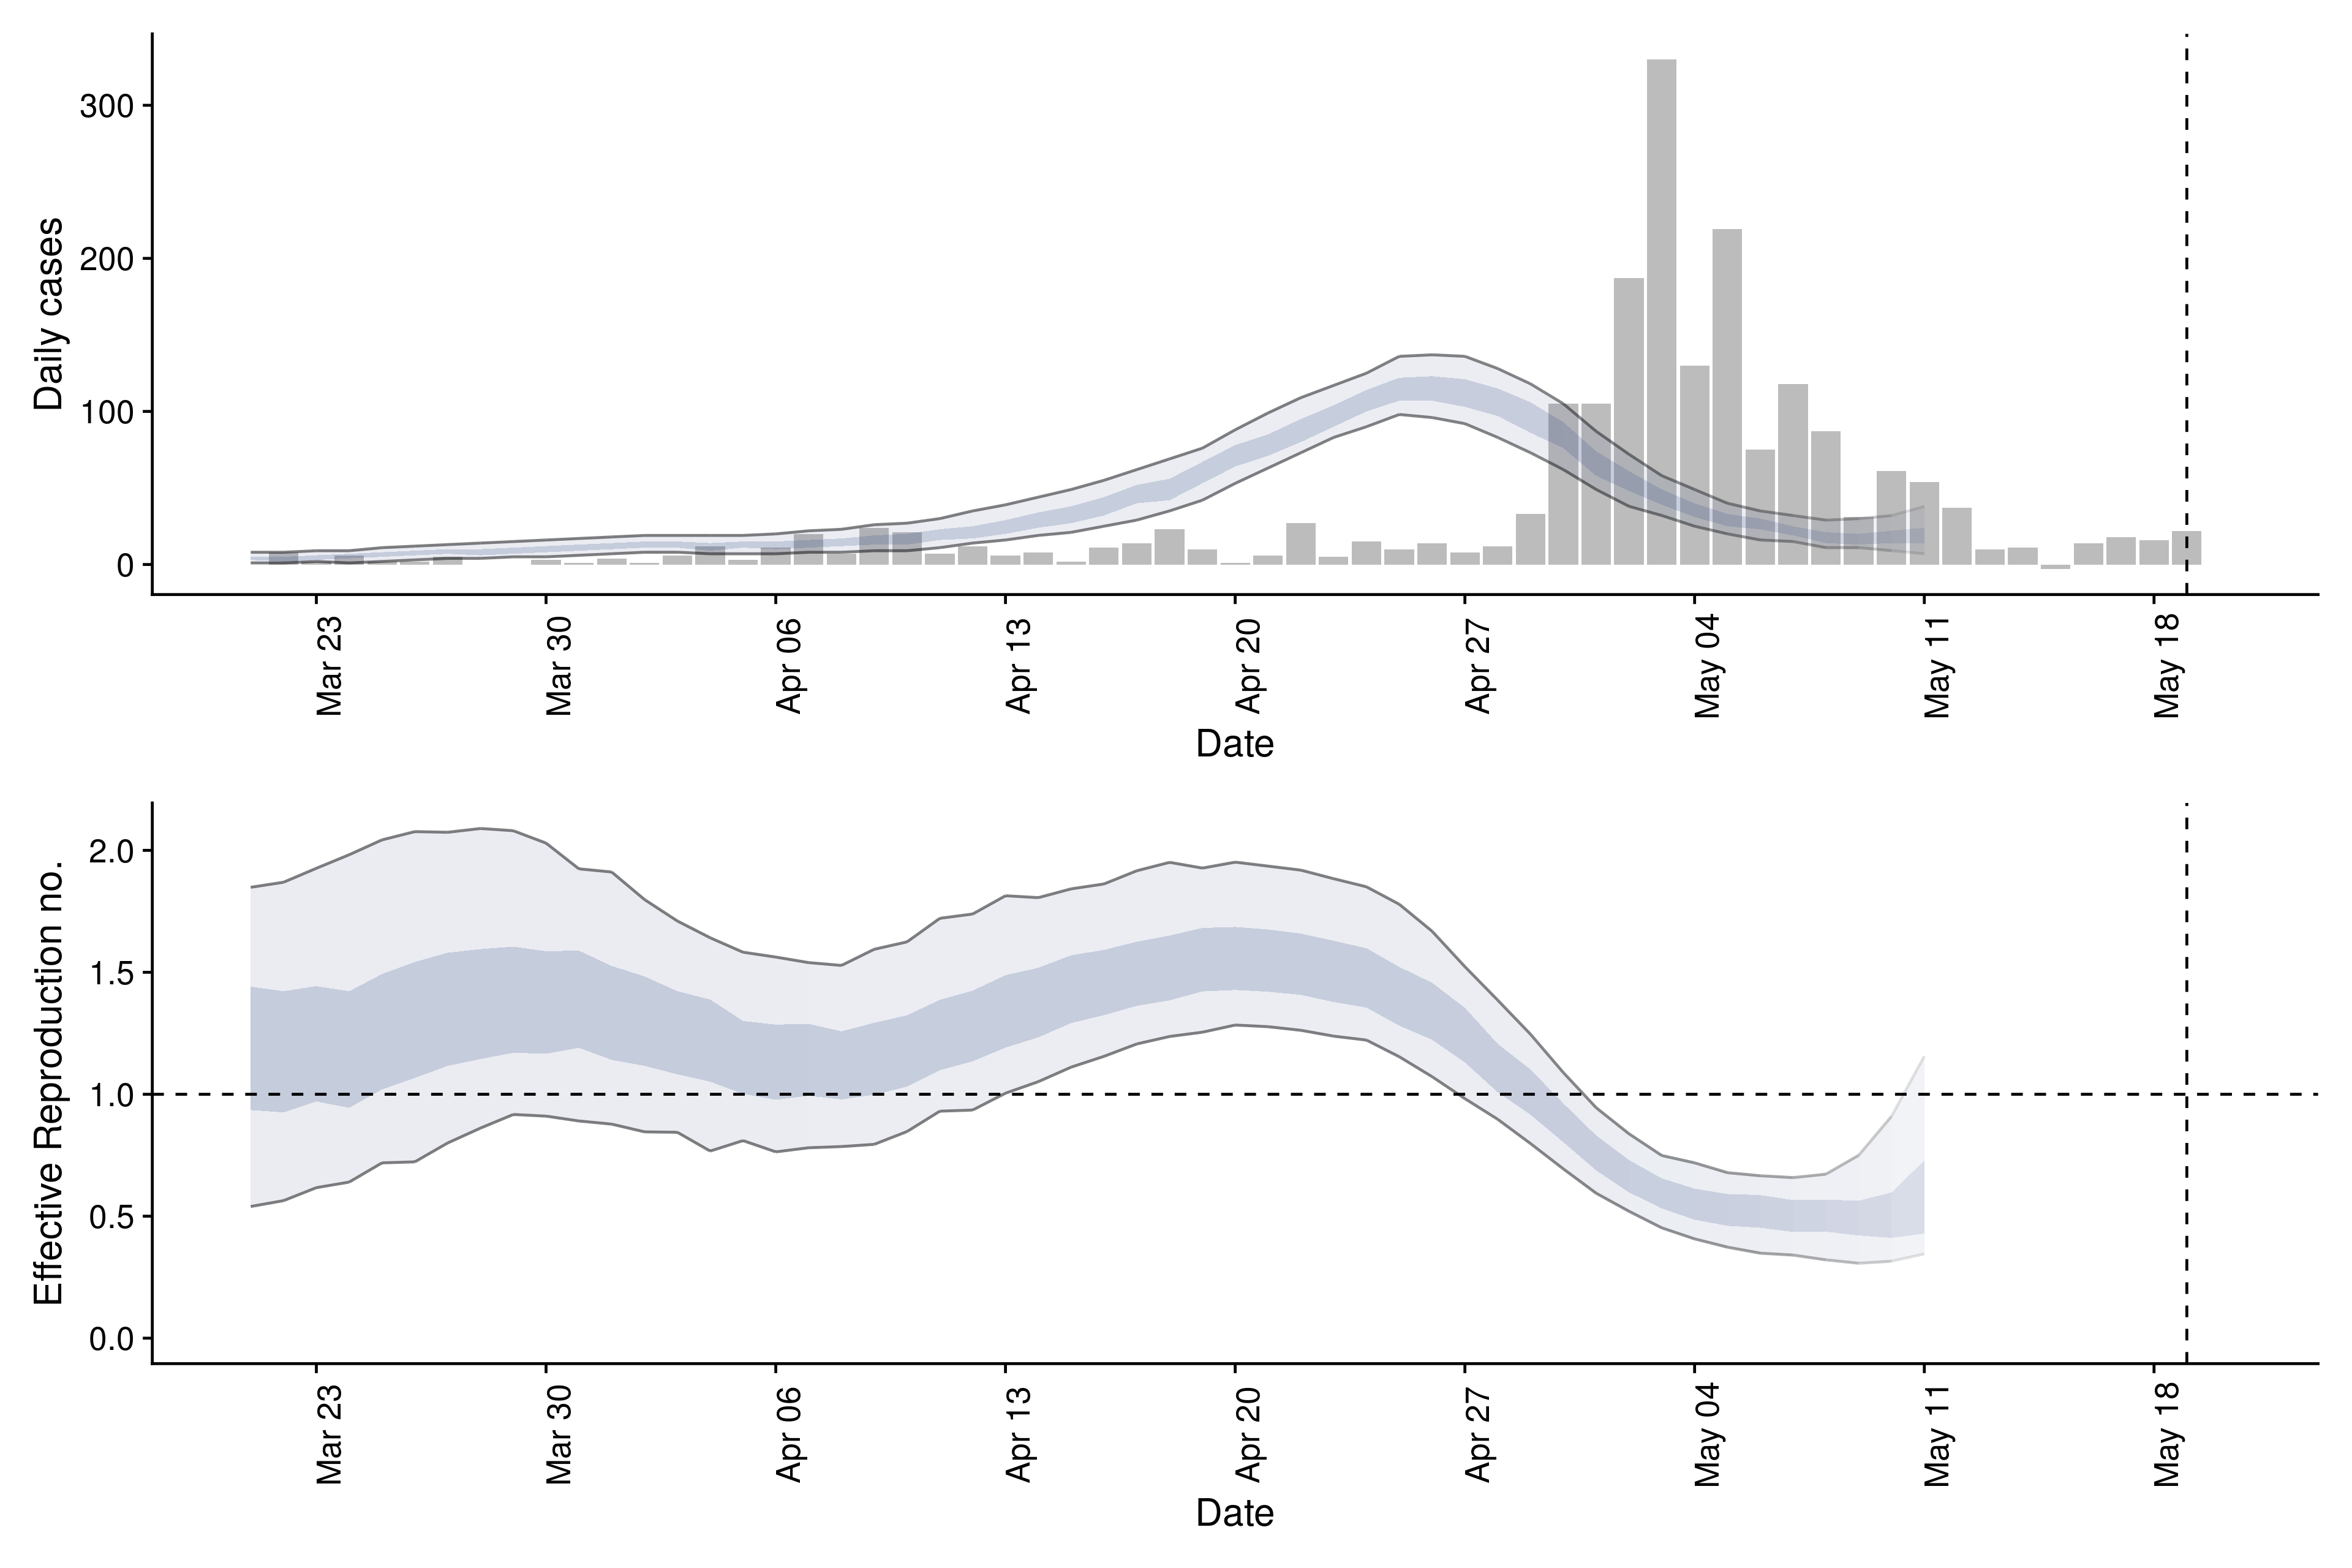 Daily cases
300
200
100
0
Mar 23
Mar 30
Apr 06
Apr 13
Apr 20
Apr 27
May 04
May 11
May 18
Date
Effective Reproduction no.
2.0
1.5
1.0
0.5
0.0
Mar 23
Mar 30
Apr 06
Apr 13
Apr 20
Apr 27
May 04
May 11
May 18
Date